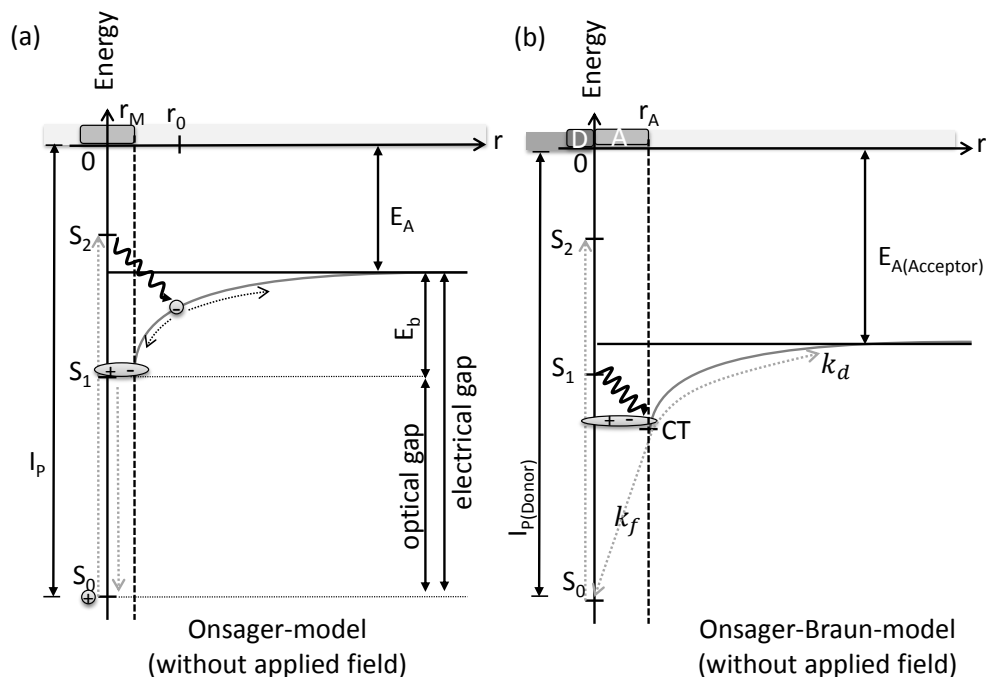 (a)
Energy
r_M
r_0
r
0
S_2
E_A
E_b
+ -
-
S_1
I_P
optical gap
electrical gap
S_0
+
Onsager-model
(without applied field)
(b)
Energy
r_A
D
A
r
0
S_2
E_A(Acceptor)
S_1
k_d
+ -
CT
I_P(Donor)
k_f
S_0
Onsager-Braun-model
(without applied field)